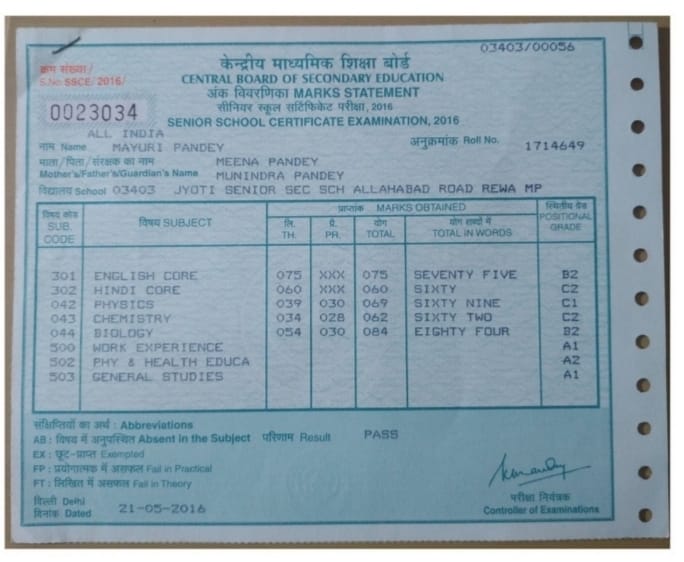 03403/00056
केन्द्रीय माध्यमिक शिक्षा बोर्ड
क्रम संख्या/
S.No. SSCE/2016/
CENTRAL BOARD OF SECONDARY EDUCATION
अंक विवरणिका MARKS STATEMENT
0023034
सीनियर स्कूल सर्टिफिकेट परीक्षा, 2016
SENIOR SCHOOL CERTIFICATE EXAMINATION, 2016
ALL INDIA
नाम Name MAYURI PANDEY अनुक्रमांक Roll No. 1714649
माता/पिता/संरक्षक का नाम MEENA PANDEY
Mother's/Father's/Guardian's Name MUNINDRA PANDEY
विद्यालय School 03403 JYOTI SENIOR SEC SCH ALLAHABAD ROAD REWA MP
विषय कोड SUB. CODE विषय SUBJECT प्राप्तांक MARKS OBTAINED स्थितीय ग्रेड POSITIONAL GRADE
लि. TH. प्रै. PR. योग TOTAL योग शब्दों में TOTAL IN WORDS
301 ENGLISH CORE 075 XXX 075 SEVENTY FIVE B2
302 HINDI CORE 060 XXX 060 SIXTY C2
042 PHYSICS 039 030 069 SIXTY NINE C1
043 CHEMISTRY 034 028 062 SIXTY TWO C2
044 BIOLOGY 054 030 084 EIGHTY FOUR B2
500 WORK EXPERIENCE A1
502 PHY & HEALTH EDUCA A2
503 GENERAL STUDIES A1
संक्षिप्तियों का अर्थ : Abbreviations
AB : विषय में अनुपस्थित Absent in the Subject परिणाम Result PASS
EX : छूट-प्राप्त Exempted
FP : प्रयोगात्मक में असफल Fail in Practical
FT : लिखित में असफल Fail in Theory
दिल्ली Delhi
दिनांक Dated 21-05-2016
परीक्षा नियंत्रक
Controller of Examinations